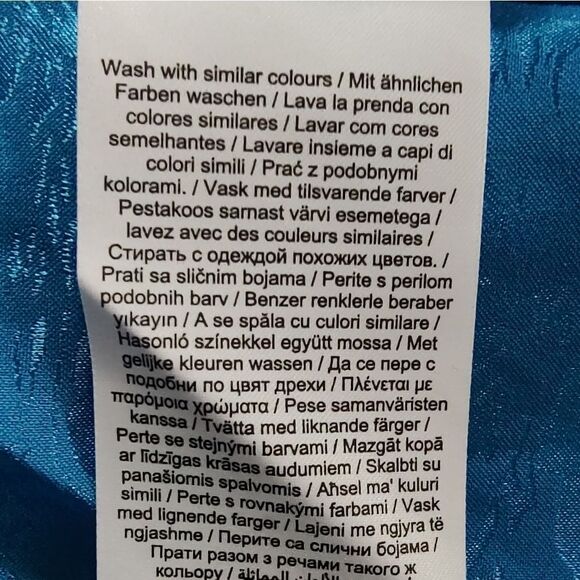 Wash with similar colours / Mit ähnlichen
Farben waschen / Lava la prenda con
colores similares / Lavar com cores
semelhantes / Lavare insieme a capi di
colori simili / Prać z podobnymi
kolorami. / Vask med tilsvarende farver /
Pestakoos sarnast värvi esemetega /
lavez avec des couleurs similaires /
Стирать с одеждой похожих цветов. /
Prati sa sličnim bojama / Perite s perilom
podobnih barv / Benzer renklerle beraber
yıkayın / A se spăla cu culori similare /
Hasonló színekkel együtt mossa / Met
gelijke kleuren wassen / Да се пере с
подобни по цвят дрехи / Πλένεται με
παρόμοια χρώματα / Pese samanväristen
kanssa / Tvätta med liknande färger /
Perte se stejnými barvami / Mazgāt kopā
ar līdzīgas krāsas audumiem / Skalbti su
panašiomis spalvomis / Aħsel ma' kuluri
simili / Perte s rovnakými farbami / Vask
med lignende farger / Lajeni me ngjyra të
ngjashme / Перите са слични бојама /
Прати разом з речами такого ж
кольору /